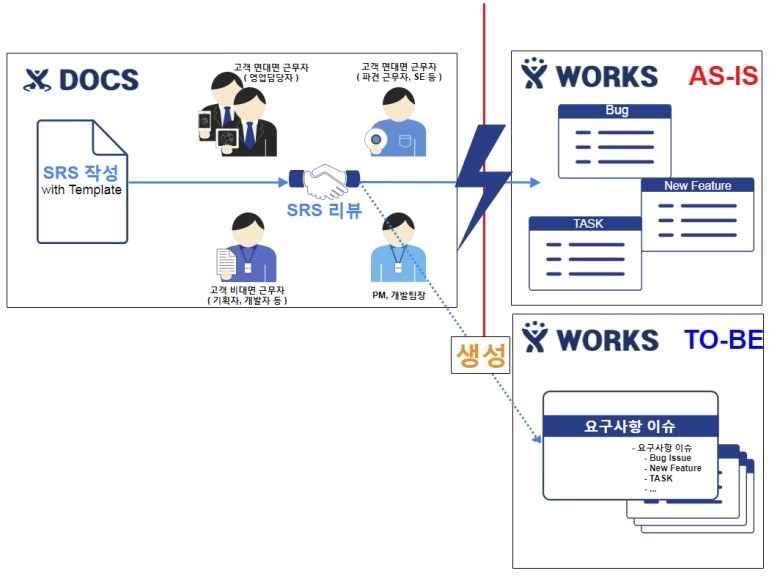 DOCS
고객 면대면 근무자
( 영업담당자 )
고객 면대면 근무자
( 파견 근무자, SE 등 )
SRS 작성
with Template
SRS 리뷰
고객 비대면 근무자
( 기획자, 개발자 등 )
PM, 개발팀장
WORKS AS-IS
Bug
New Feature
TASK
생성
WORKS TO-BE
요구사항 이슈
- 요구사항 이슈
- Bug Issue
- New Feature
- TASK
- ...